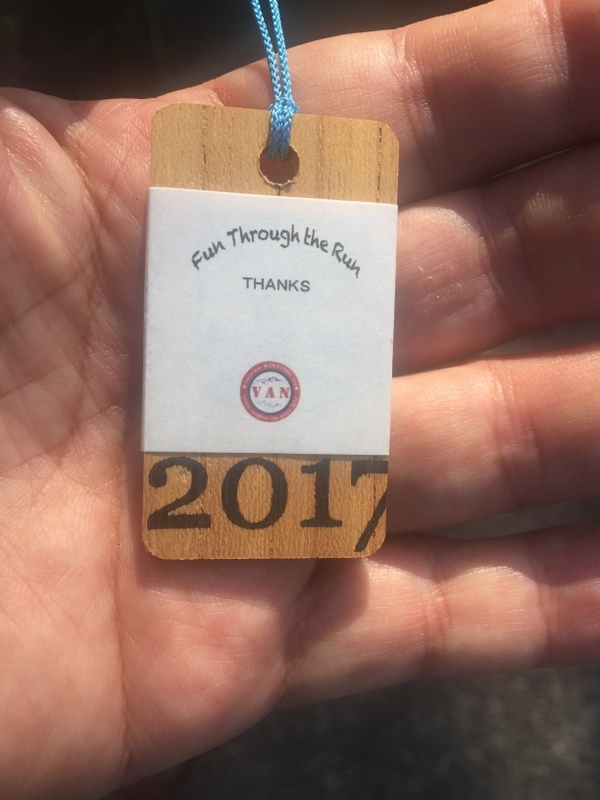 Fun Through the Run
THANKS
VAN
2017